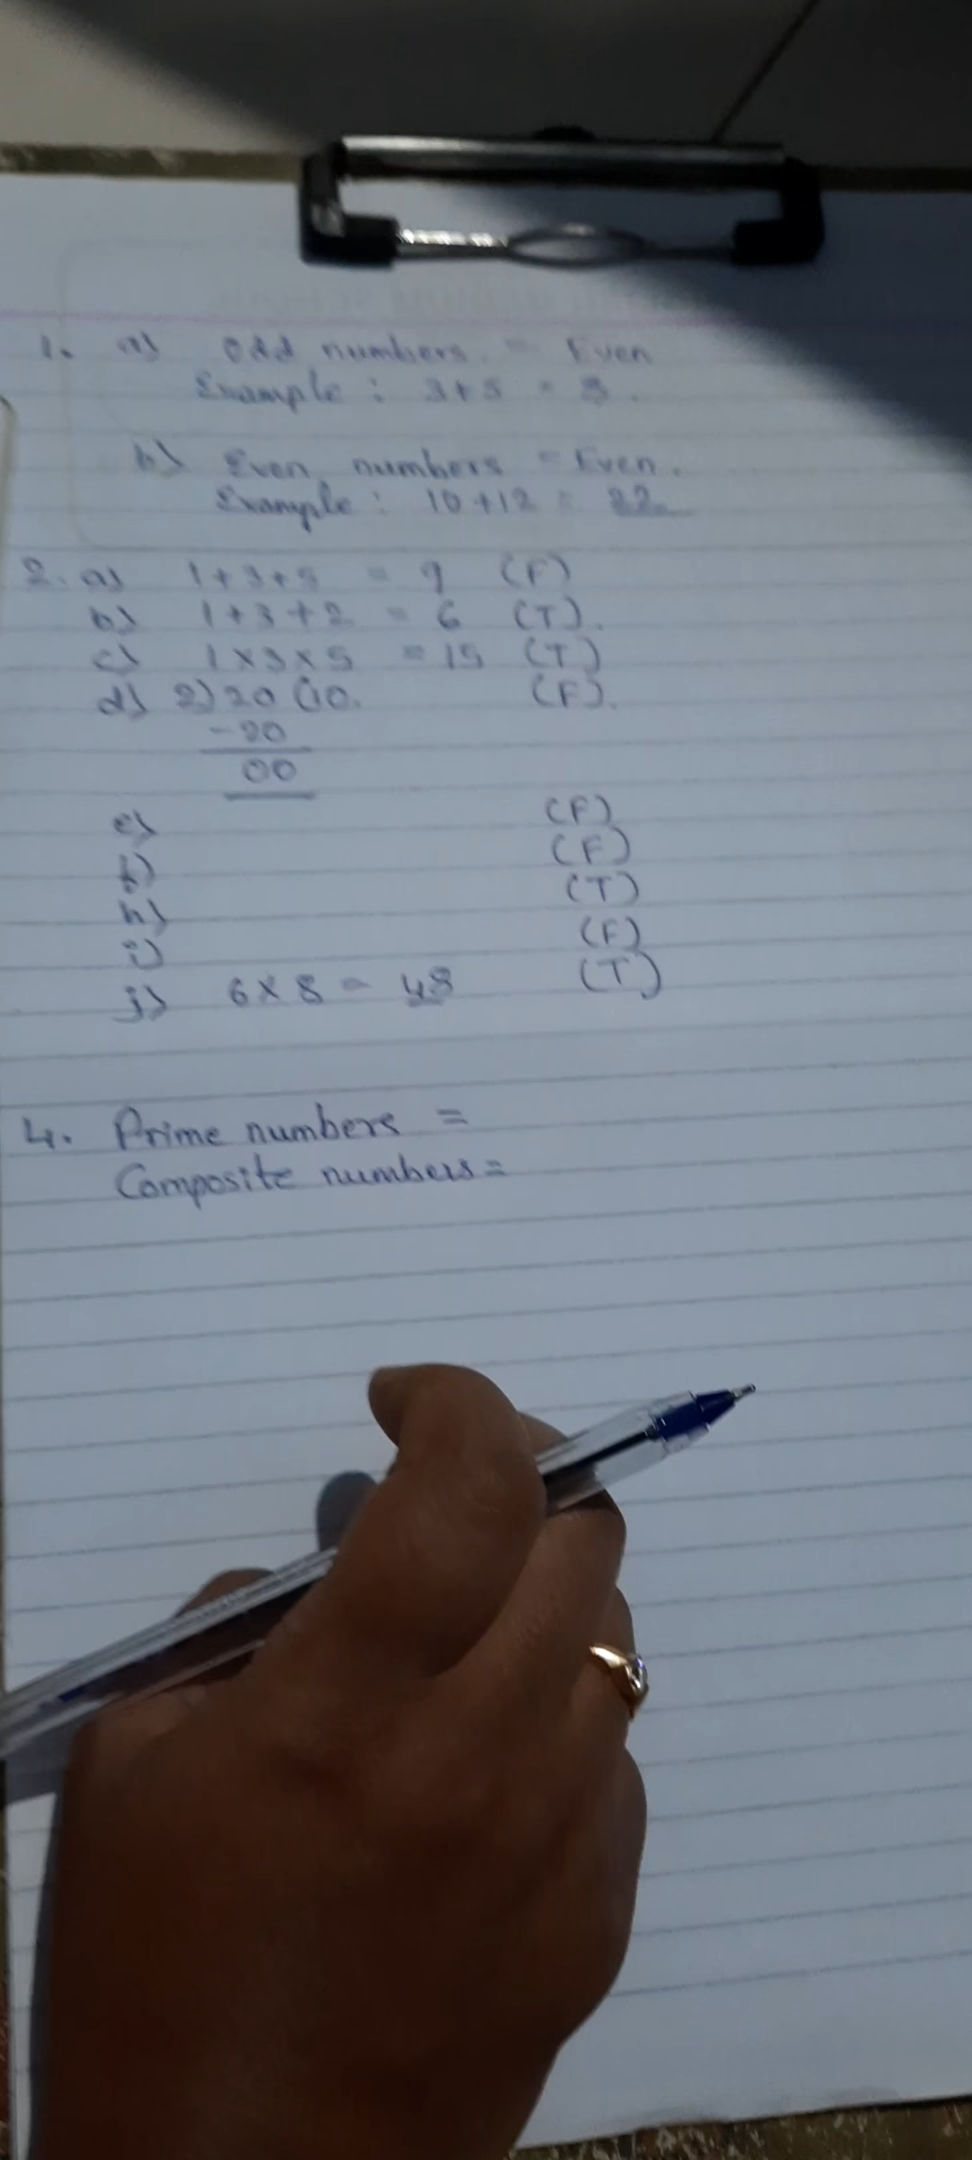 1. a) Odd numbers = Even
Example : 3+5 = 8.
b) Even numbers = Even.
Example : 10+12 = 22
2. a) 1+3+5 = 9 (F)
b) 1+3+2 = 6 (T).
c) 1×3×5 = 15 (T)
d) 2)20(10. (F).
-20
00
e) (F)
f) (F)
h) (T)
i) (F)
j) 6×8 = 48 (T)
4. Prime numbers =
Composite numbers =